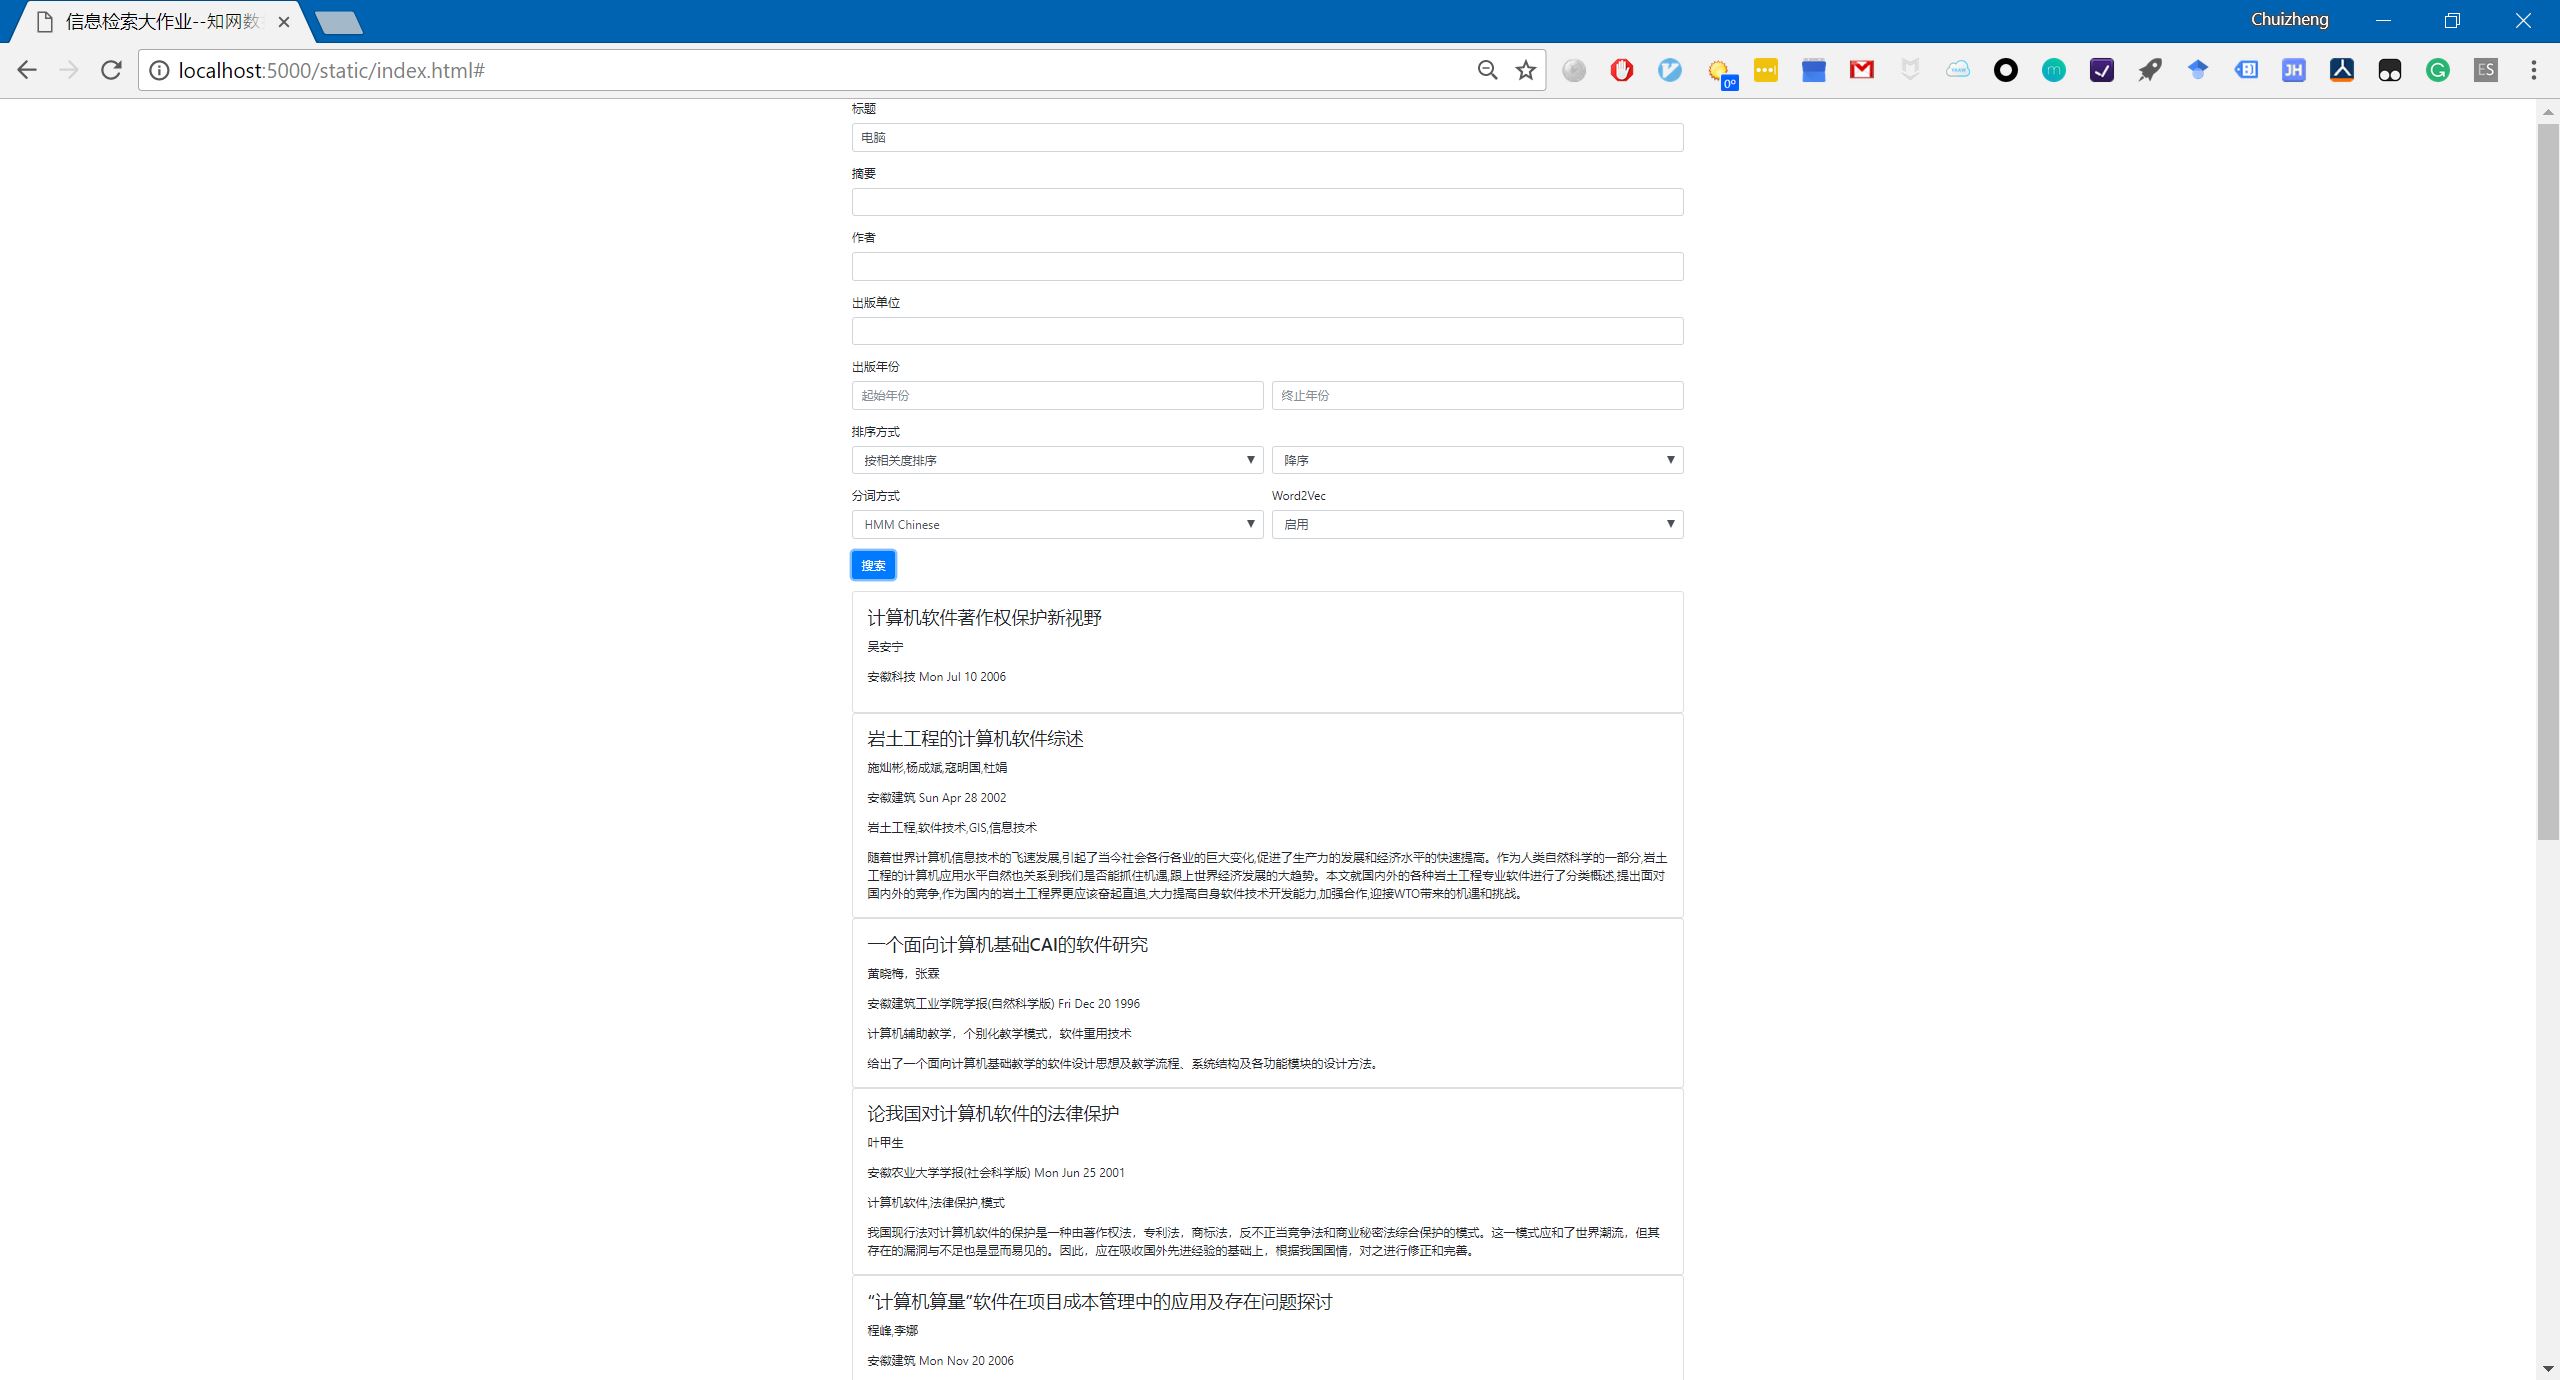 信息检索大作业--知网数
Chuizheng
localhost:5000/static/index.html#
0°
JH
ES
标题
电脑
摘要
作者
出版单位
出版年份
起始年份 终止年份
排序方式
按相关度排序 降序
分词方式 Word2Vec
HMM Chinese 启用
搜索
计算机软件著作权保护新视野
吴安宁
安徽科技 Mon Jul 10 2006
岩土工程的计算机软件综述
施灿彬,杨成斌,寇明国,杜娟
安徽建筑 Sun Apr 28 2002
岩土工程,软件技术,GIS,信息技术
随着世界计算机信息技术的飞速发展,引起了当今社会各行各业的巨大变化,促进了生产力的发展和经济水平的快速提高。作为人类自然科学的一部分,岩土
工程的计算机应用水平自然也关系到我们是否能抓住机遇,跟上世界经济发展的大趋势。本文就国内外的各种岩土工程专业软件进行了分类概述,提出面对
国内外的竞争,作为国内的岩土工程界更应该奋起直追,大力提高自身软件技术开发能力,加强合作,迎接WTO带来的机遇和挑战。
一个面向计算机基础CAI的软件研究
黄晓梅，张霖
安徽建筑工业学院学报(自然科学版) Fri Dec 20 1996
计算机辅助教学，个别化教学模式，软件重用技术
给出了一个面向计算机基础教学的软件设计思想及教学流程、系统结构及各功能模块的设计方法。
论我国对计算机软件的法律保护
叶甲生
安徽农业大学学报(社会科学版) Mon Jun 25 2001
计算机软件,法律保护,模式
我国现行法对计算机软件的保护是一种由著作权法，专利法，商标法，反不正当竞争法和商业秘密法综合保护的模式。这一模式应和了世界潮流，但其
存在的漏洞与不足也是显而易见的。因此，应在吸收国外先进经验的基础上，根据我国国情，对之进行修正和完善。
“计算机算量”软件在项目成本管理中的应用及存在问题探讨
程峰,李娜
安徽建筑 Mon Nov 20 2006